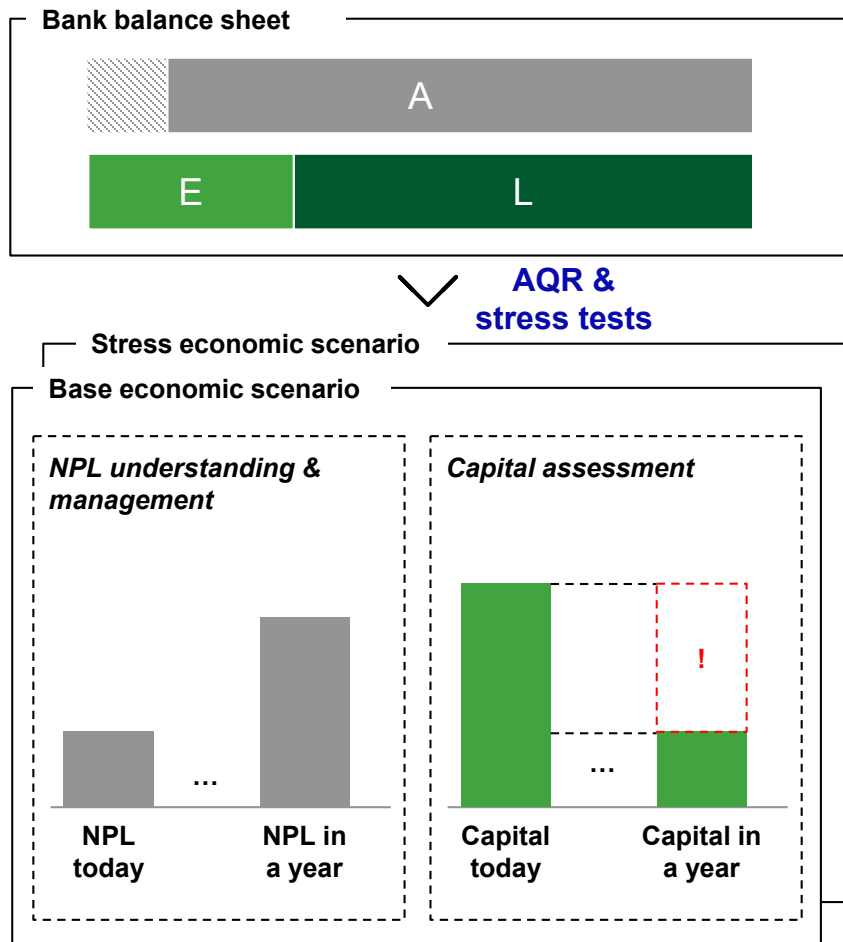 Bank balance sheet
A
E
L
AQR &
stress tests
Stress economic scenario
Base economic scenario
NPL understanding &
management
...
NPL
today
NPL in
a year
Capital assessment
!
...
Capital
today
Capital in
a year